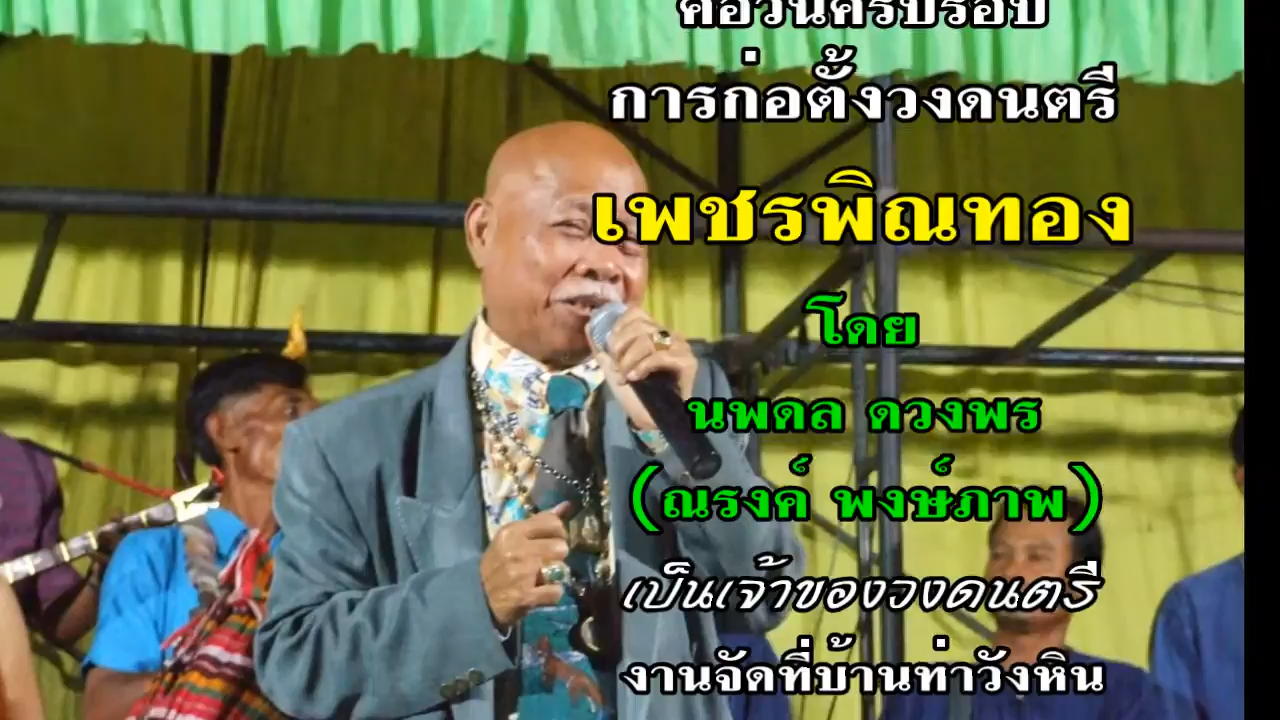 คือวันครบรอบ
การก่อตั้งวงดนตรี
เพชรพิณทอง
โดย
นพดล ดวงพร
(ณรงค์ พงษ์ภาพ)
เป็นเจ้าของวงดนตรี
งานจัดที่บ้านท่าวังหิน